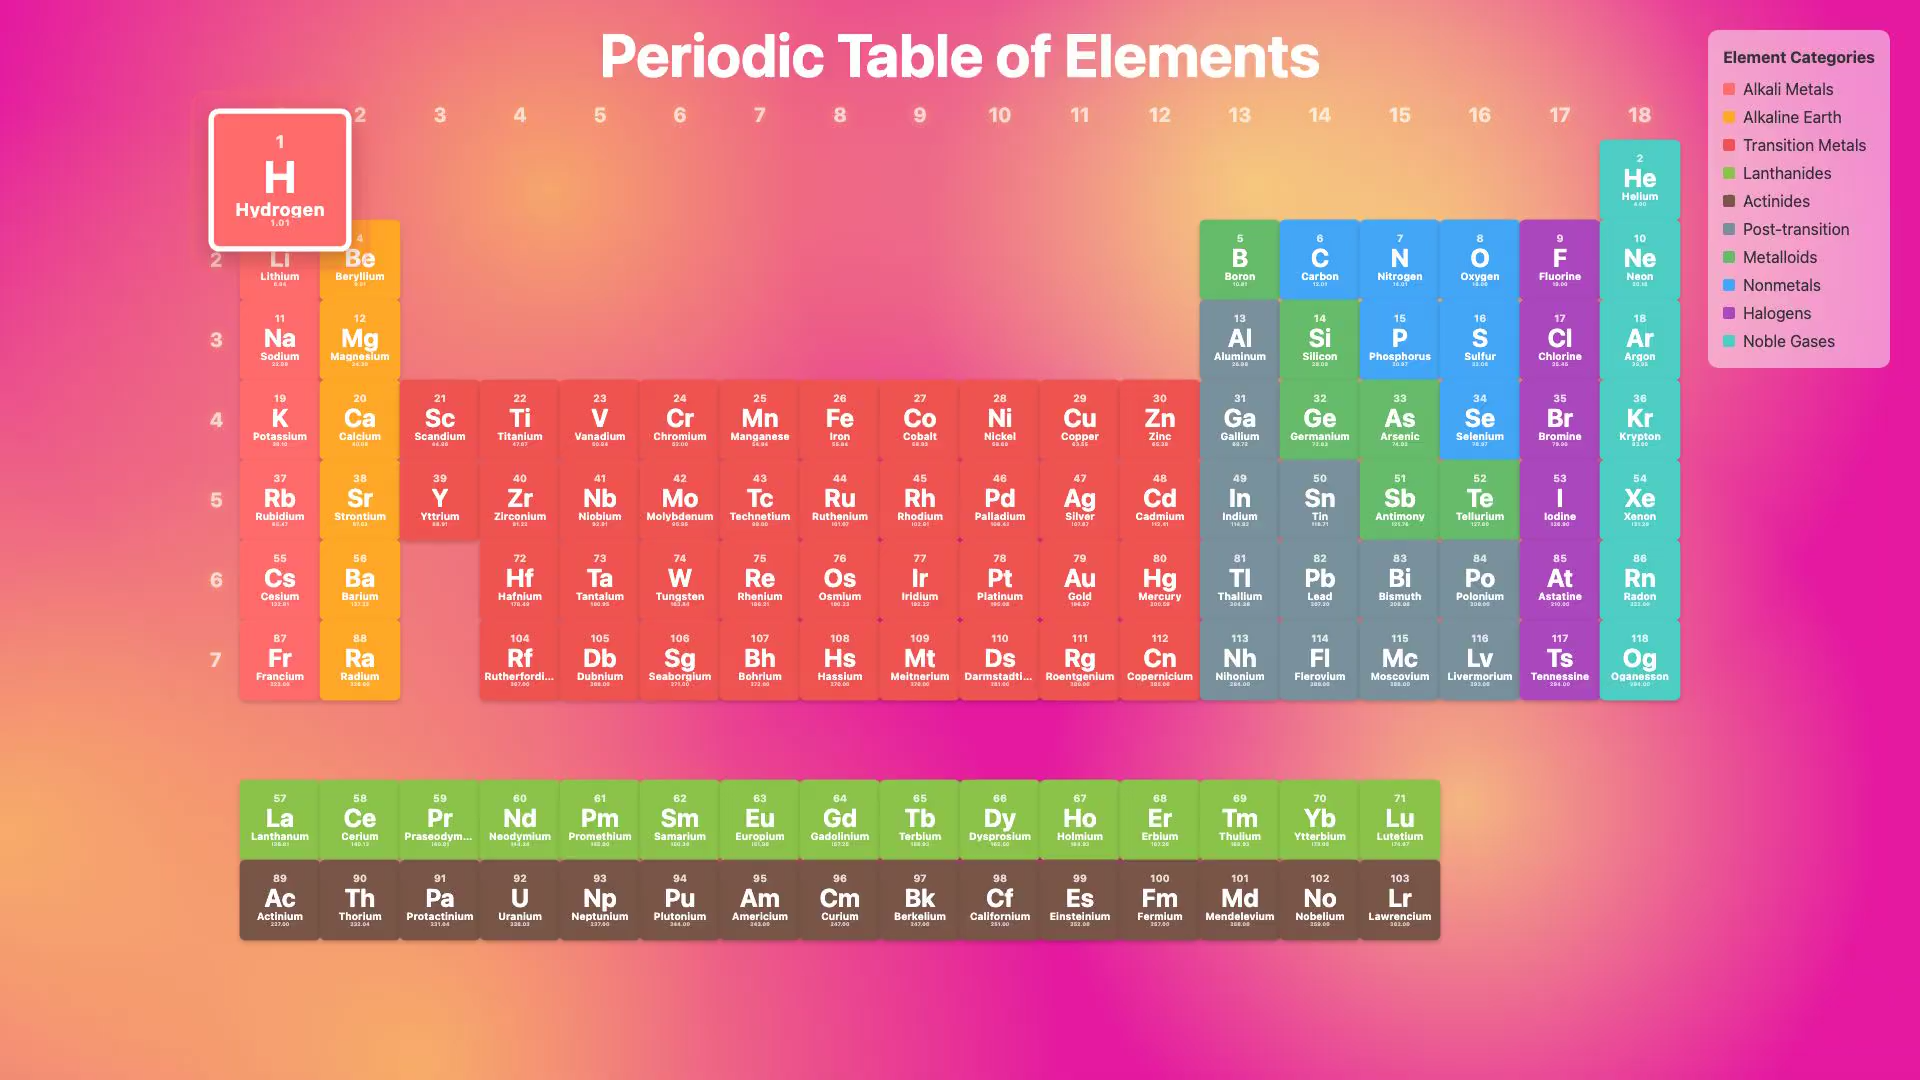 Periodic Table of Elements
Element Categories
Alkali Metals
Alkaline Earth
Transition Metals
Lanthanides
Actinides
Post-transition
Metalloids
Nonmetals
Halogens
Noble Gases
2 3 4 5 6 7 8 9 10 11 12 13 14 15 16 17 18
1 2
H He
Hydrogen Helium
1.01 4.00
4 5 6 7 8 9 10
2 Li Be B C N O F Ne
Lithium Beryllium Boron Carbon Nitrogen Oxygen Fluorine Neon
11 12 13 14 15 16 17 18
3 Na Mg Al Si P S Cl Ar
Sodium Magnesium Aluminum Silicon Phosphorus Sulfur Chlorine Argon
19 20 21 22 23 24 25 26 27 28 29 30 31 32 33 34 35 36
4 K Ca Sc Ti V Cr Mn Fe Co Ni Cu Zn Ga Ge As Se Br Kr
Potassium Calcium Scandium Titanium Vanadium Chromium Manganese Iron Cobalt Nickel Copper Zinc Gallium Germanium Arsenic Selenium Bromine Krypton
37 38 39 40 41 42 43 44 45 46 47 48 49 50 51 52 53 54
5 Rb Sr Y Zr Nb Mo Tc Ru Rh Pd Ag Cd In Sn Sb Te I Xe
Rubidium Strontium Yttrium Zirconium Niobium Molybdenum Technetium Ruthenium Rhodium Palladium Silver Cadmium Indium Tin Antimony Tellurium Iodine Xenon
55 56 72 73 74 75 76 77 78 79 80 81 82 83 84 85 86
6 Cs Ba Hf Ta W Re Os Ir Pt Au Hg Tl Pb Bi Po At Rn
Cesium Barium Hafnium Tantalum Tungsten Rhenium Osmium Iridium Platinum Gold Mercury Thallium Lead Bismuth Polonium Astatine Radon
87 88 104 105 106 107 108 109 110 111 112 113 114 115 116 117 118
7 Fr Ra Rf Db Sg Bh Hs Mt Ds Rg Cn Nh Fl Mc Lv Ts Og
Francium Radium Rutherfordi... Dubnium Seaborgium Bohrium Hassium Meitnerium Darmstadti... Roentgenium Copernicium Nihonium Flerovium Moscovium Livermorium Tennessine Oganesson
57 58 59 60 61 62 63 64 65 66 67 68 69 70 71
La Ce Pr Nd Pm Sm Eu Gd Tb Dy Ho Er Tm Yb Lu
Lanthanum Cerium Praseodym... Neodymium Promethium Samarium Europium Gadolinium Terbium Dysprosium Holmium Erbium Thulium Ytterbium Lutetium
89 90 91 92 93 94 95 96 97 98 99 100 101 102 103
Ac Th Pa U Np Pu Am Cm Bk Cf Es Fm Md No Lr
Actinium Thorium Protactinium Uranium Neptunium Plutonium Americium Curium Berkelium Californium Einsteinium Fermium Mendelevium Nobelium Lawrencium